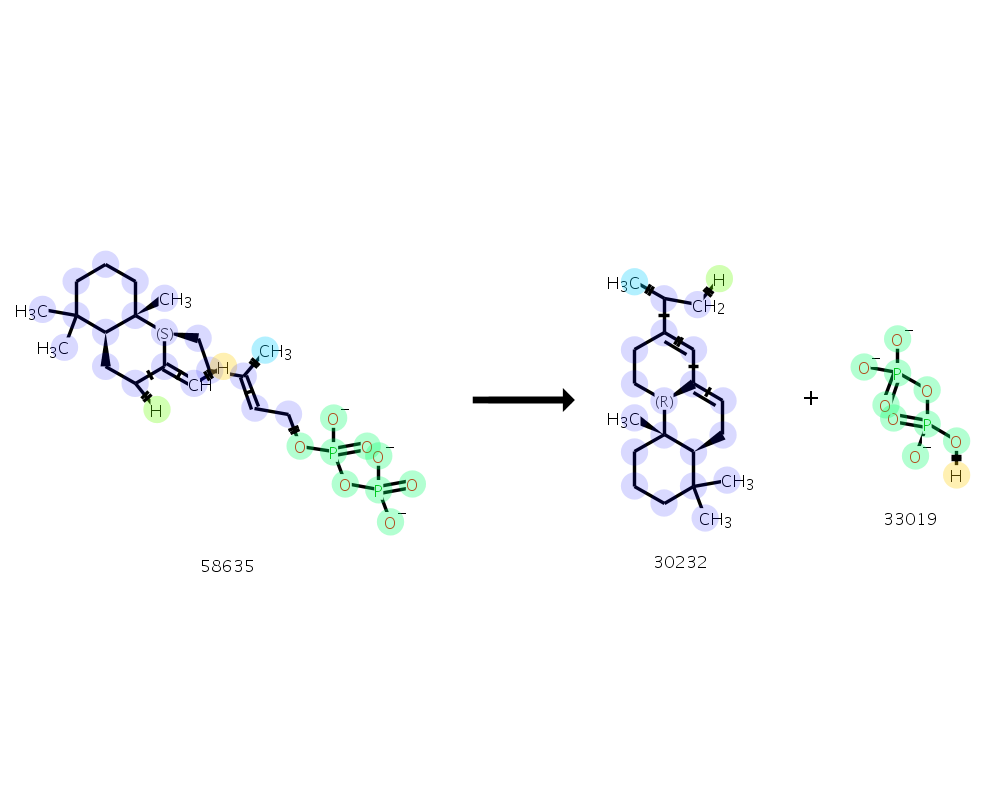 H₃C
H₃C
CH₃
(S)
H
CH
H
CH₃
O
P
O
O⁻
O
O
P
O⁻
O
O⁻
58635
H₃C
H
CH₂
(R)
H₃C
CH₃
CH₃
30232
+
O⁻
O⁻
P
O
O
O
P
O⁻
O
H
33019